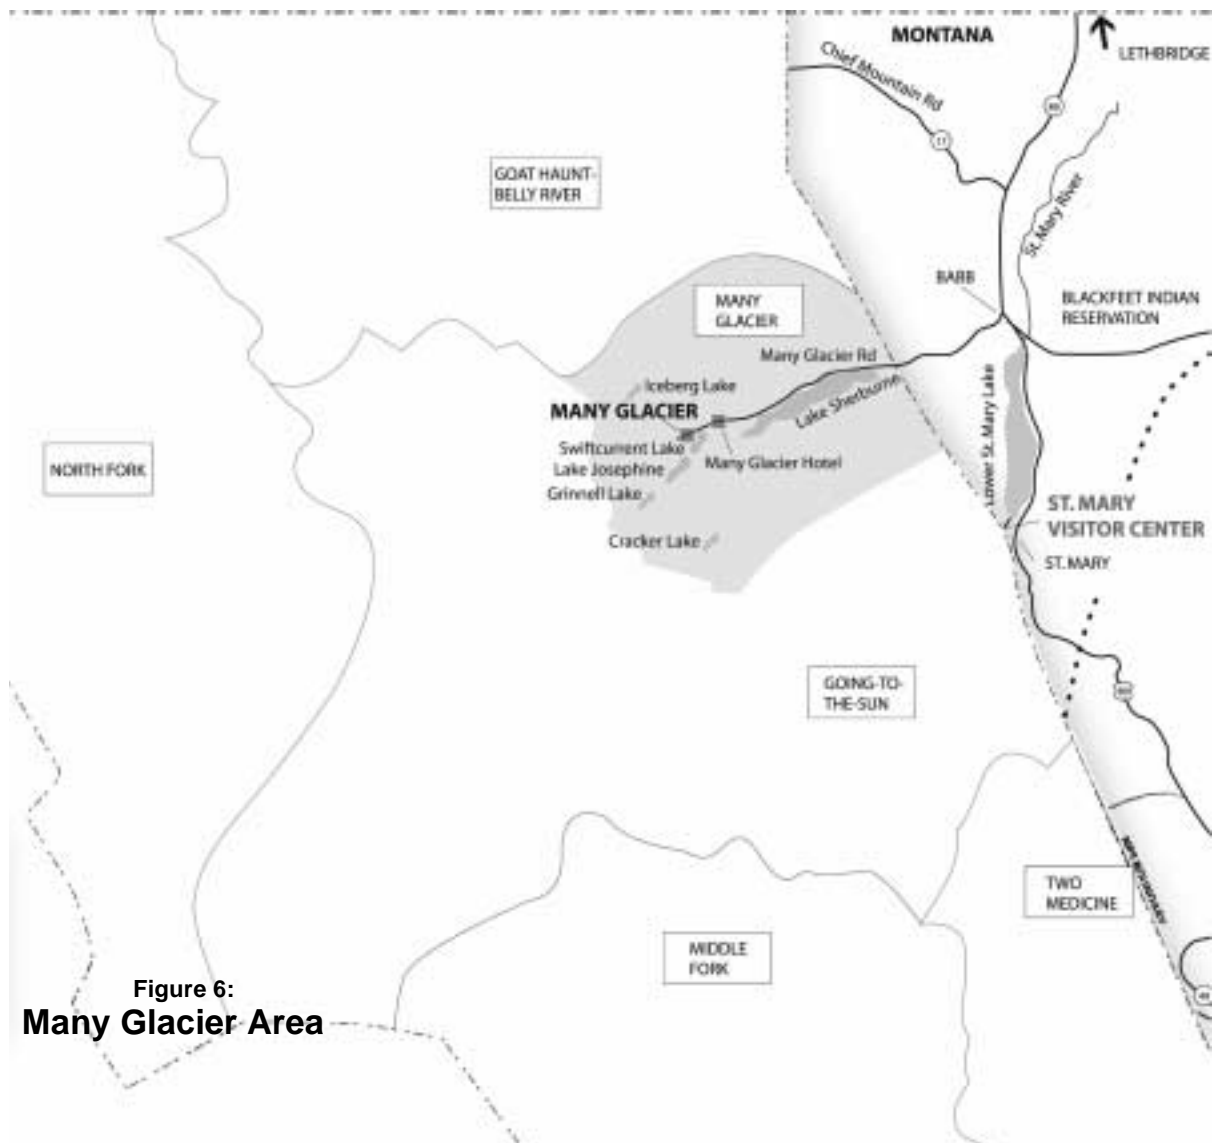 MONTANA
LETHBRIDGE
Chief Mountain Rd
17
GOAT HAUNT-
BELLY RIVER
St. Mary River
BABB
MANY
GLACIER
BLACKFEET INDIAN
RESERVATION
Many Glacier Rd
Iceberg Lake
Lake Sherburne
MANY GLACIER
Lower St. Mary Lake
Swiftcurrent Lake
NORTH FORK
Lake Josephine
Many Glacier Hotel
Grinnell Lake
ST. MARY
VISITOR CENTER
Cracker Lake
ST. MARY
GOING-TO-
THE-SUN
TWO
MEDICINE
MIDDLE
FORK
Figure 6:
Many Glacier Area